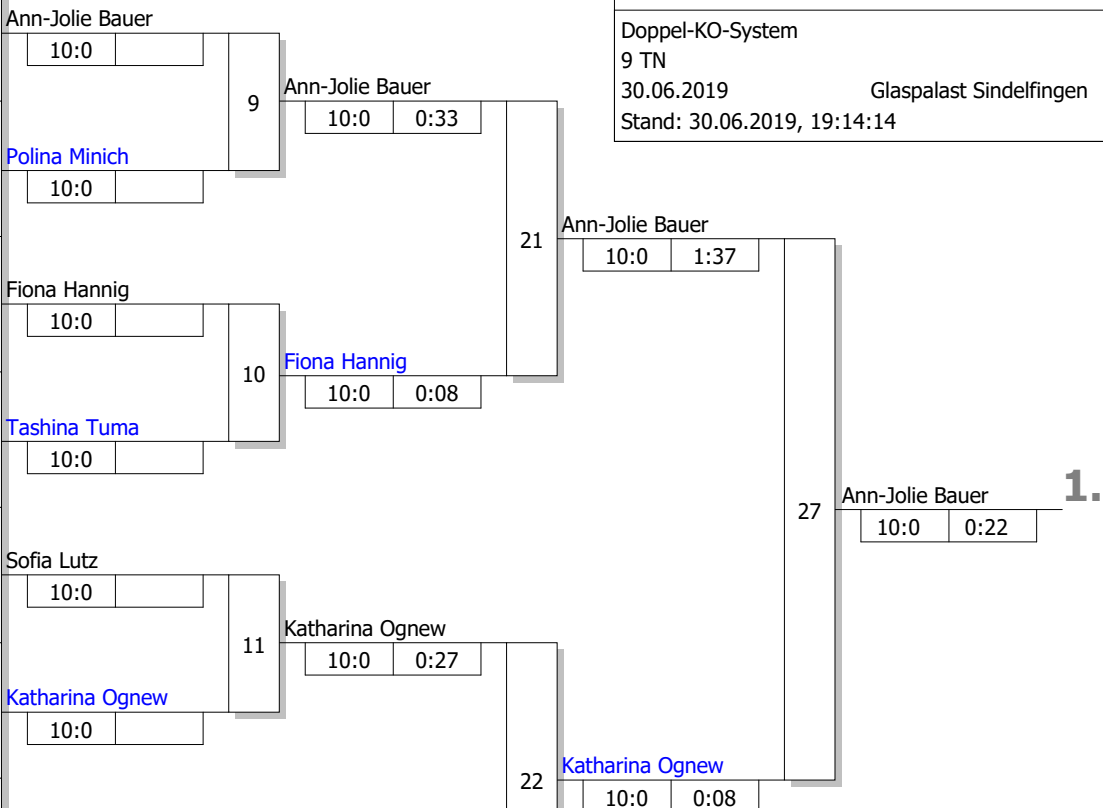 Ann-Jolie Bauer
10:0
9
Polina Minich
10:0
Ann-Jolie Bauer
10:0 0:33
Doppel-KO-System
9 TN
30.06.2019 Glaspalast Sindelfingen
Stand: 30.06.2019, 19:14:14
21
Ann-Jolie Bauer
10:0 1:37
Fiona Hannig
10:0
10
Tashina Tuma
10:0
Fiona Hannig
10:0 0:08
27
Ann-Jolie Bauer 1.
10:0 0:22
Sofia Lutz
10:0
11
Katharina Ognew
10:0
Katharina Ognew
10:0 0:27
22
Katharina Ognew
10:0 0:08